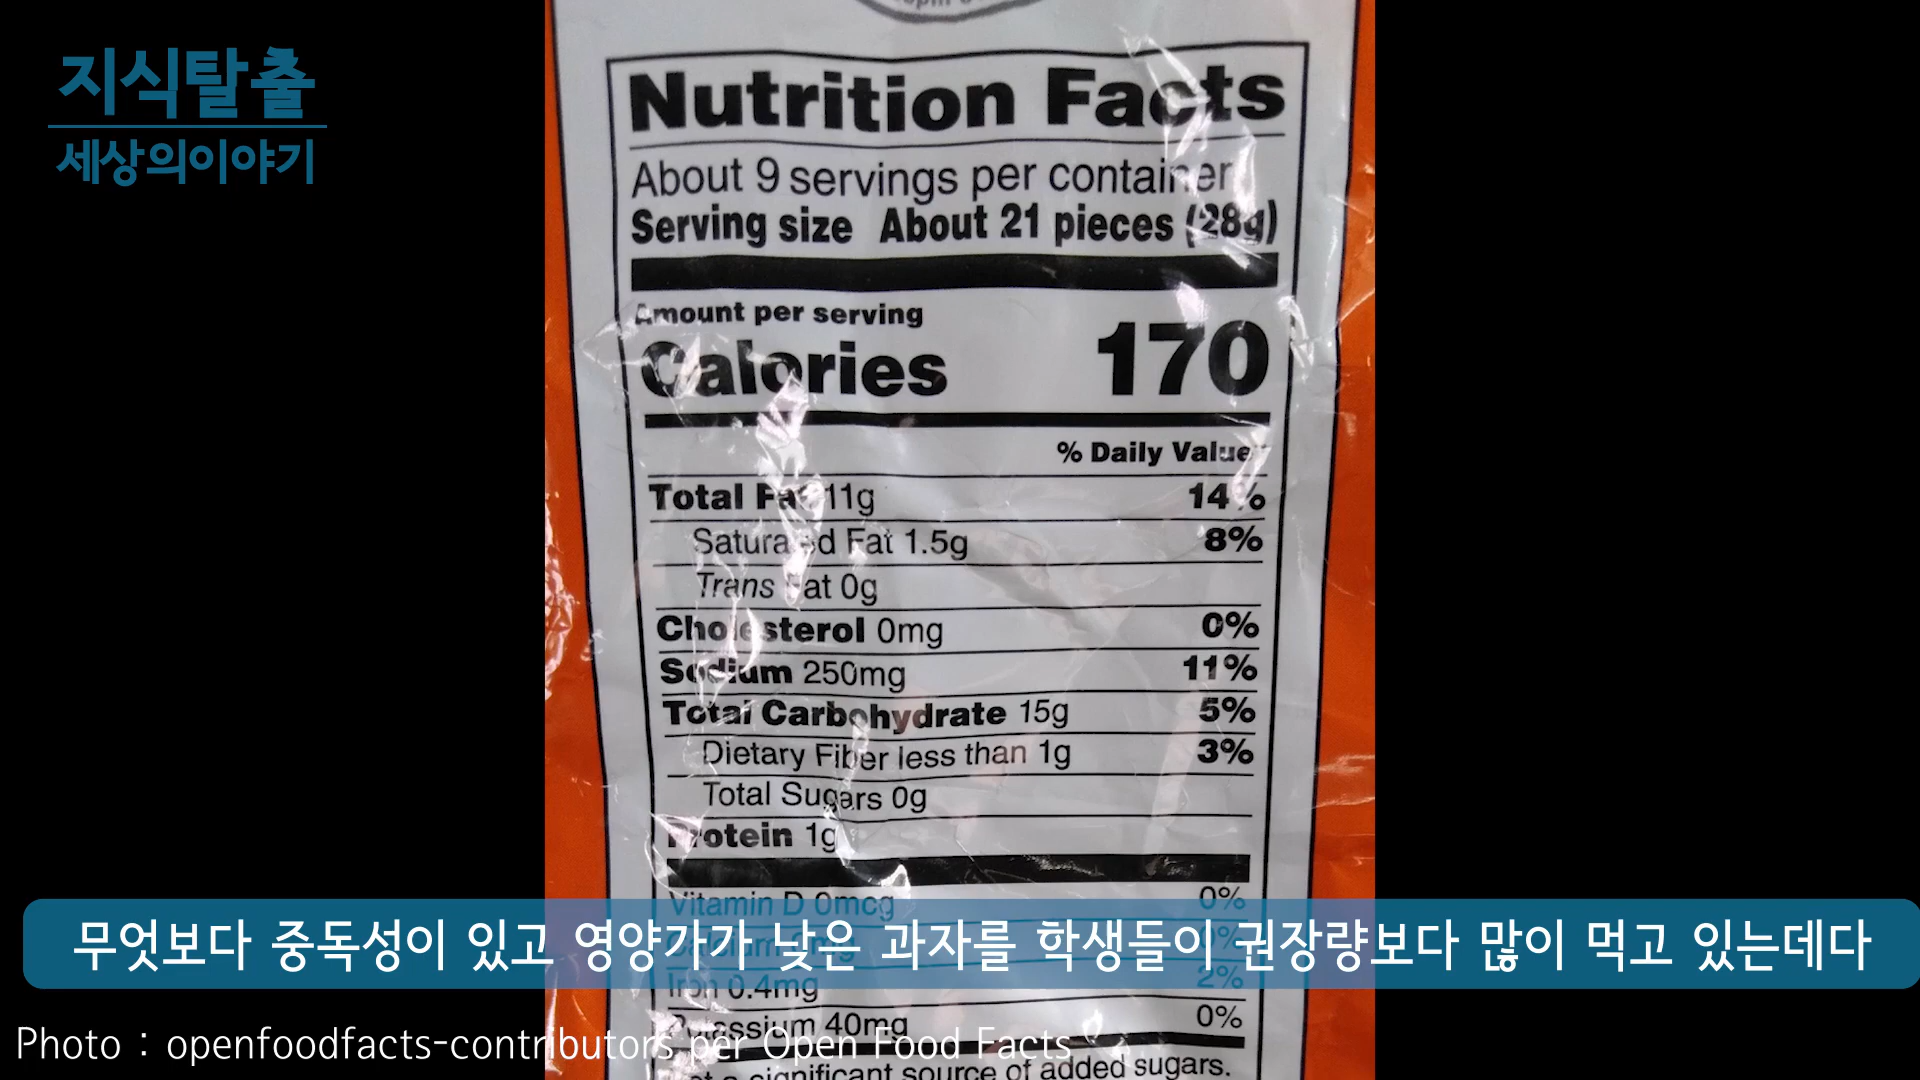 지식탈출
세상의이야기
Nutrition Facts
About 9 servings per container
Serving size About 21 pieces (28g)
Amount per serving
Calories 170
% Daily Value*
Total Fat 11g 14%
Saturated Fat 1.5g 8%
Trans Fat 0g
Cholesterol 0mg 0%
Sodium 250mg 11%
Total Carbohydrate 15g 5%
Dietary Fiber less than 1g 3%
Total Sugars 0g
Protein 1g
Vitamin D 0mcg 0%
Calcium 0mg 0%
무엇보다 중독성이 있고 영양가가 낮은 과자를 학생들이 권장량보다 많이 먹고 있는데다
Iron 0.4mg 2%
Potassium 40mg 0%
Photo : openfoodfacts-contributors per Open Food Facts
a significant source of added sugars.